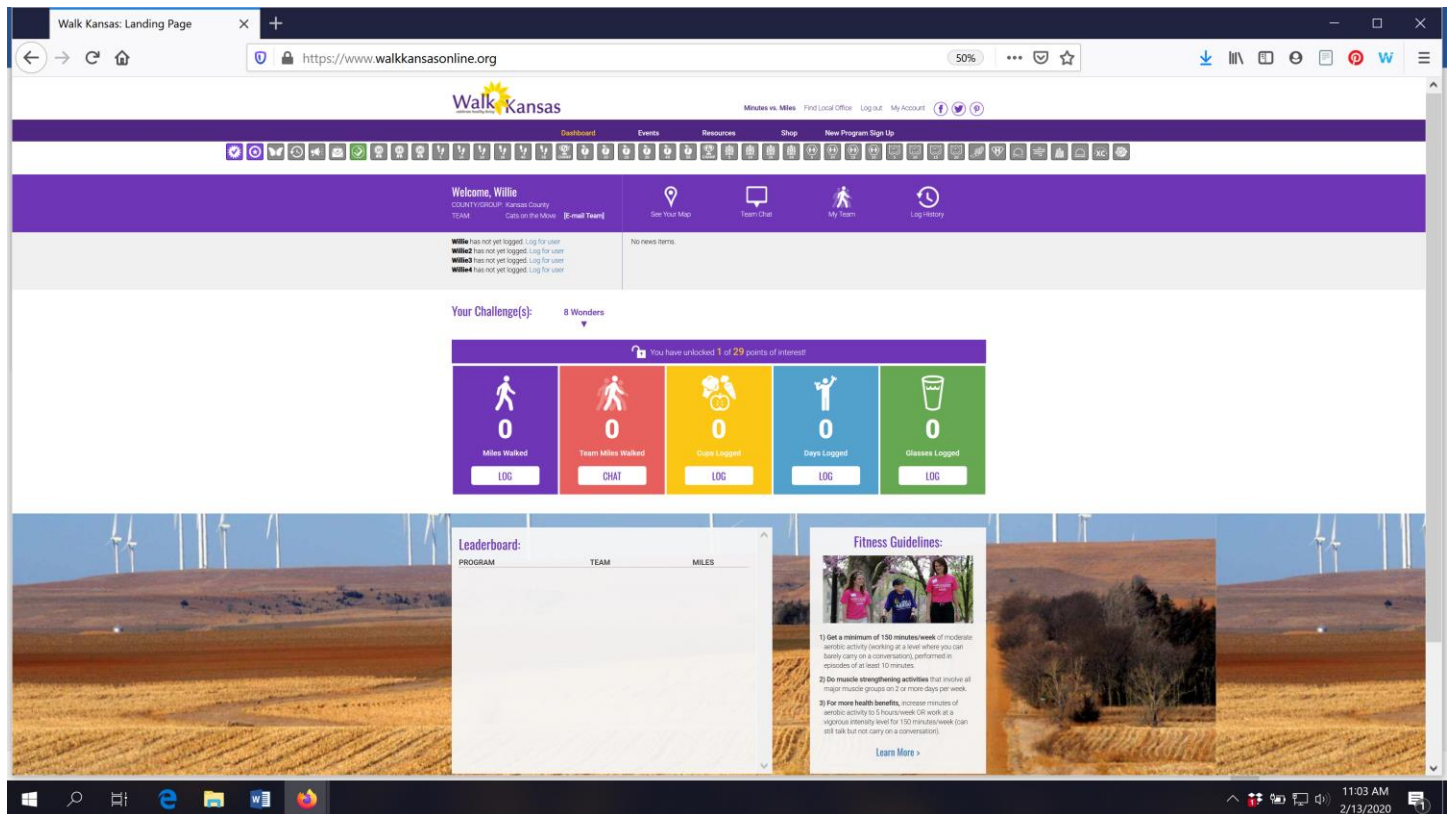 Walk Kansas: Landing Page
https://www.walkkansasonline.org
50%
Walk Kansas
celebrate healthy living
Minutes vs. Miles Find Local Office Log out My Account
Dashboard Events Resources Shop New Program Sign Up
Welcome, Willie
COUNTY/GROUP: Kansas County
TEAM: Cats on the Move [E-mail Team]
See Your Map
Team Chat
My Team
Log History
Willie has not yet logged. Log for user
Willie2 has not yet logged. Log for user
Willie3 has not yet logged. Log for user
Willie4 has not yet logged. Log for user
No news items.
Your Challenge(s):
8 Wonders
You have unlocked 1 of 29 points of interest!
0
Miles Walked
LOG
0
Team Miles Walked
CHAT
0
Cups Logged
LOG
0
Days Logged
LOG
0
Glasses Logged
LOG
Leaderboard:
PROGRAM TEAM MILES
Fitness Guidelines:
1) Get a minimum of 150 minutes/week of moderate
aerobic activity (working at a level where you can
barely carry on a conversation), performed in
episodes of at least 10 minutes.
2) Do muscle strengthening activities that involve all
major muscle groups on 2 or more days per week.
3) For more health benefits, increase minutes of
aerobic activity to 5 hours/week OR work at a
vigorous intensity level for 150 minutes/week (can
still talk but not carry on a conversation).
Learn More >
11:03 AM
2/13/2020